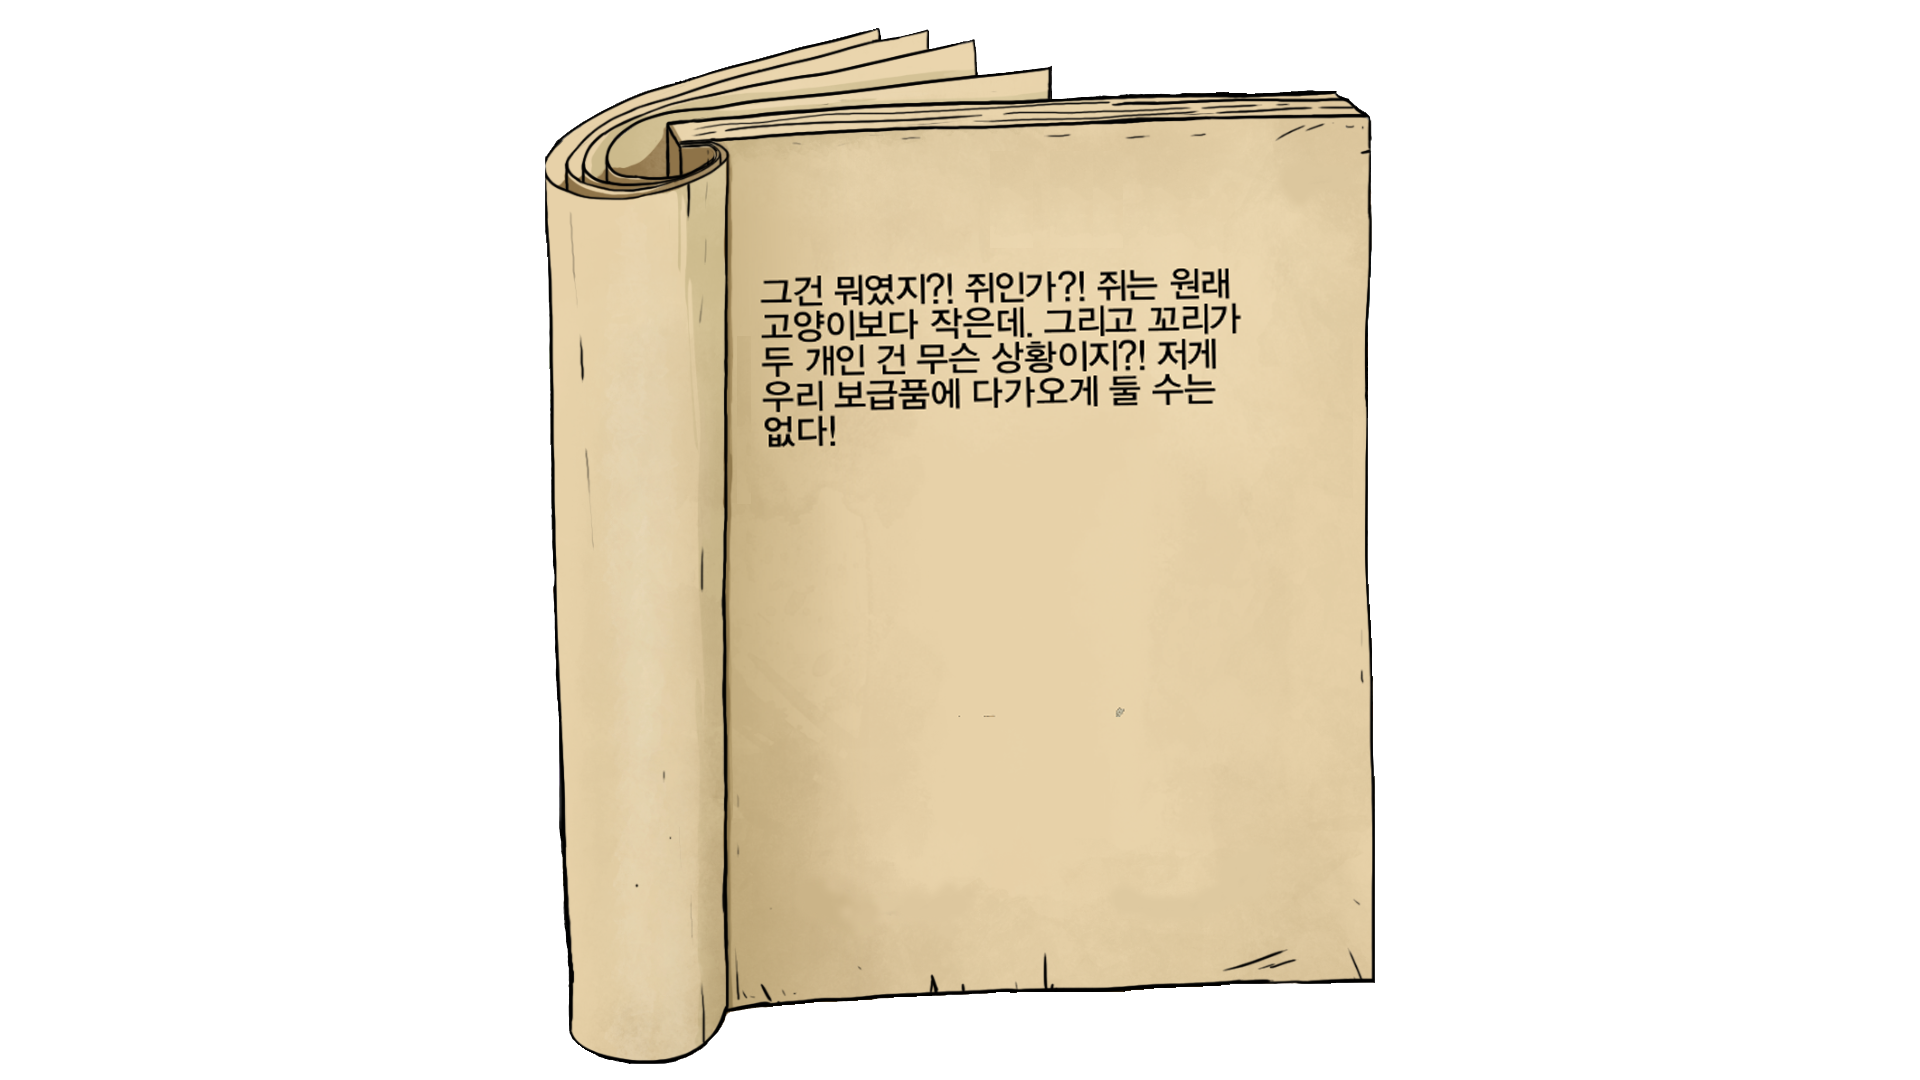 그건 뭐였지?! 쥐인가?! 쥐는 원래
고양이보다 작은데. 그리고 꼬리가
두 개인 건 무슨 상황이지?! 저게
우리 보급품에 다가오게 둘 수는
없다!